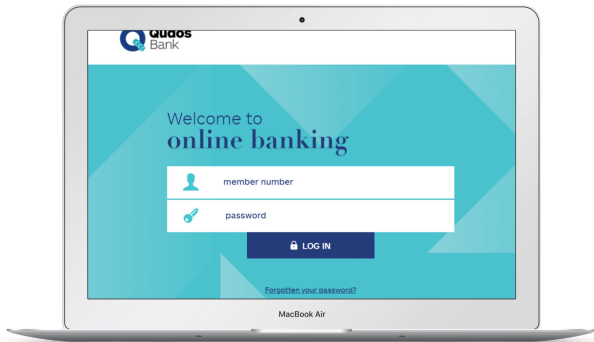 Qudos
Bank
Welcome to
online banking
member number
password
LOG IN
Forgotten your password?
MacBook Air